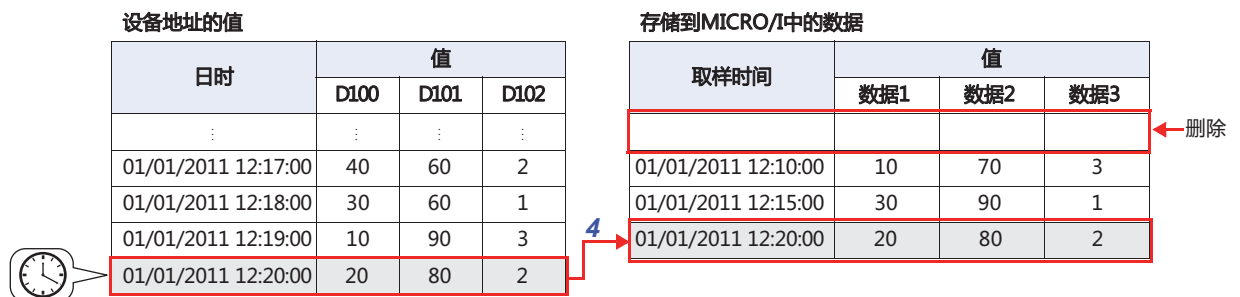 设备地址的值
存储到MICRO/I中的数据
日时 值
D100 D101 D102
⋮ ⋮ ⋮ ⋮
01/01/2011 12:17:00 40 60 2
01/01/2011 12:18:00 30 60 1
01/01/2011 12:19:00 10 90 3
01/01/2011 12:20:00 20 80 2
4
取样时间 值
数据1 数据2 数据3
删除
01/01/2011 12:10:00 10 70 3
01/01/2011 12:15:00 30 90 1
01/01/2011 12:20:00 20 80 2